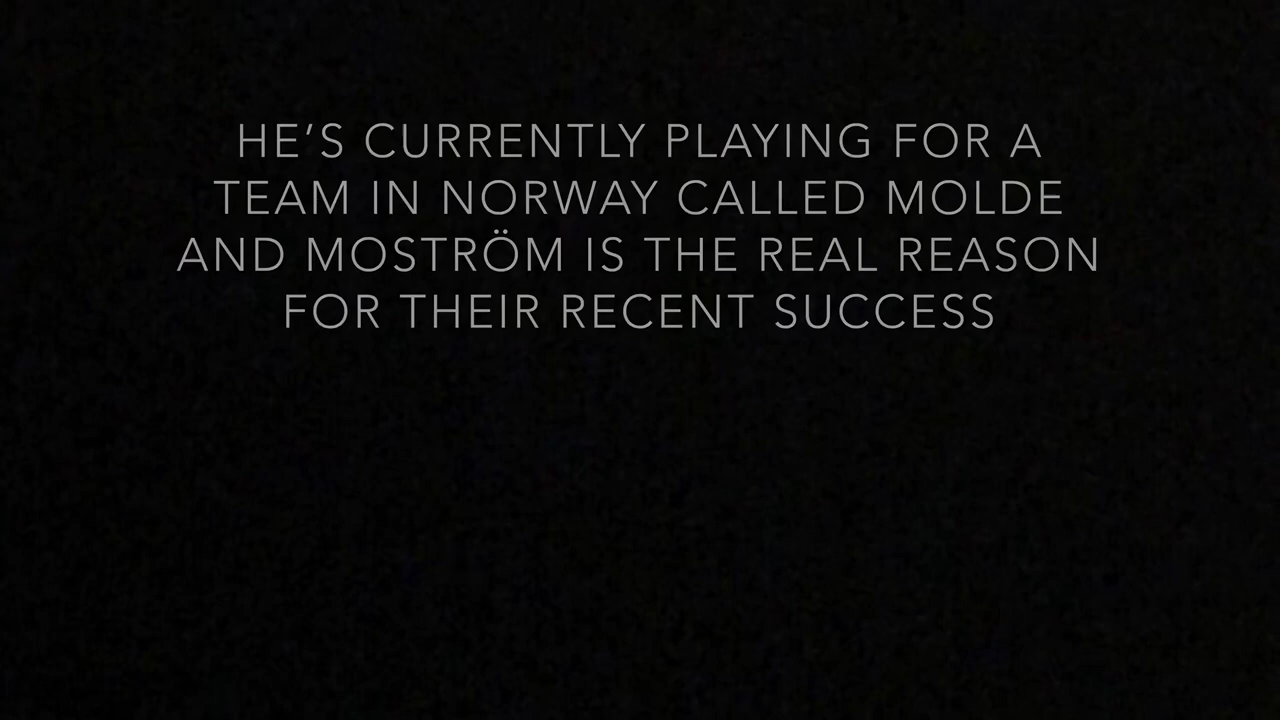 HE’S CURRENTLY PLAYING FOR A
TEAM IN NORWAY CALLED MOLDE
AND MOSTRÖM IS THE REAL REASON
FOR THEIR RECENT SUCCESS